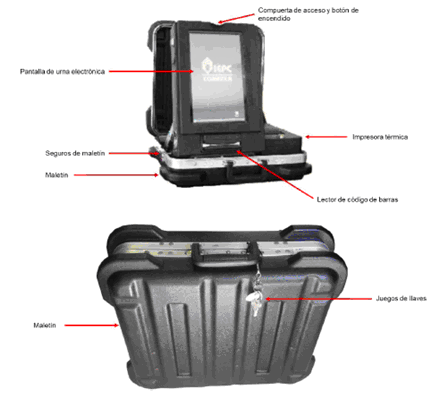 Compuerta de acceso y botón de
encendido
Pantalla de urna electrónica
IEPC
Impresora térmica
Seguros de maletín
Maletín
Lector de código de barras
Juegos de llaves
Maletín